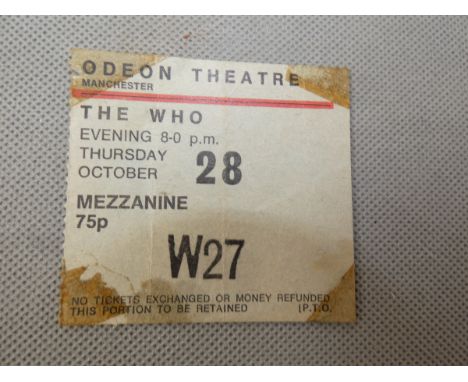 ODEON THEATRE
MANCHESTER
THE WHO
EVENING 8-0 p.m.
THURSDAY 28
OCTOBER
MEZZANINE
75p
W27
NO TICKETS EXCHANGED OR MONEY REFUNDED
THIS PORTION TO BE RETAINED (P.T.O.